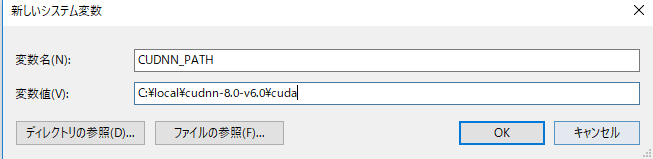 新しいシステム変数
変数名(N):
CUDNN_PATH
変数値(V):
C:¥local¥cudnn-8.0-v6.0¥cuda
ディレクトリの参照(D)...
ファイルの参照(F)...
OK
キャンセル